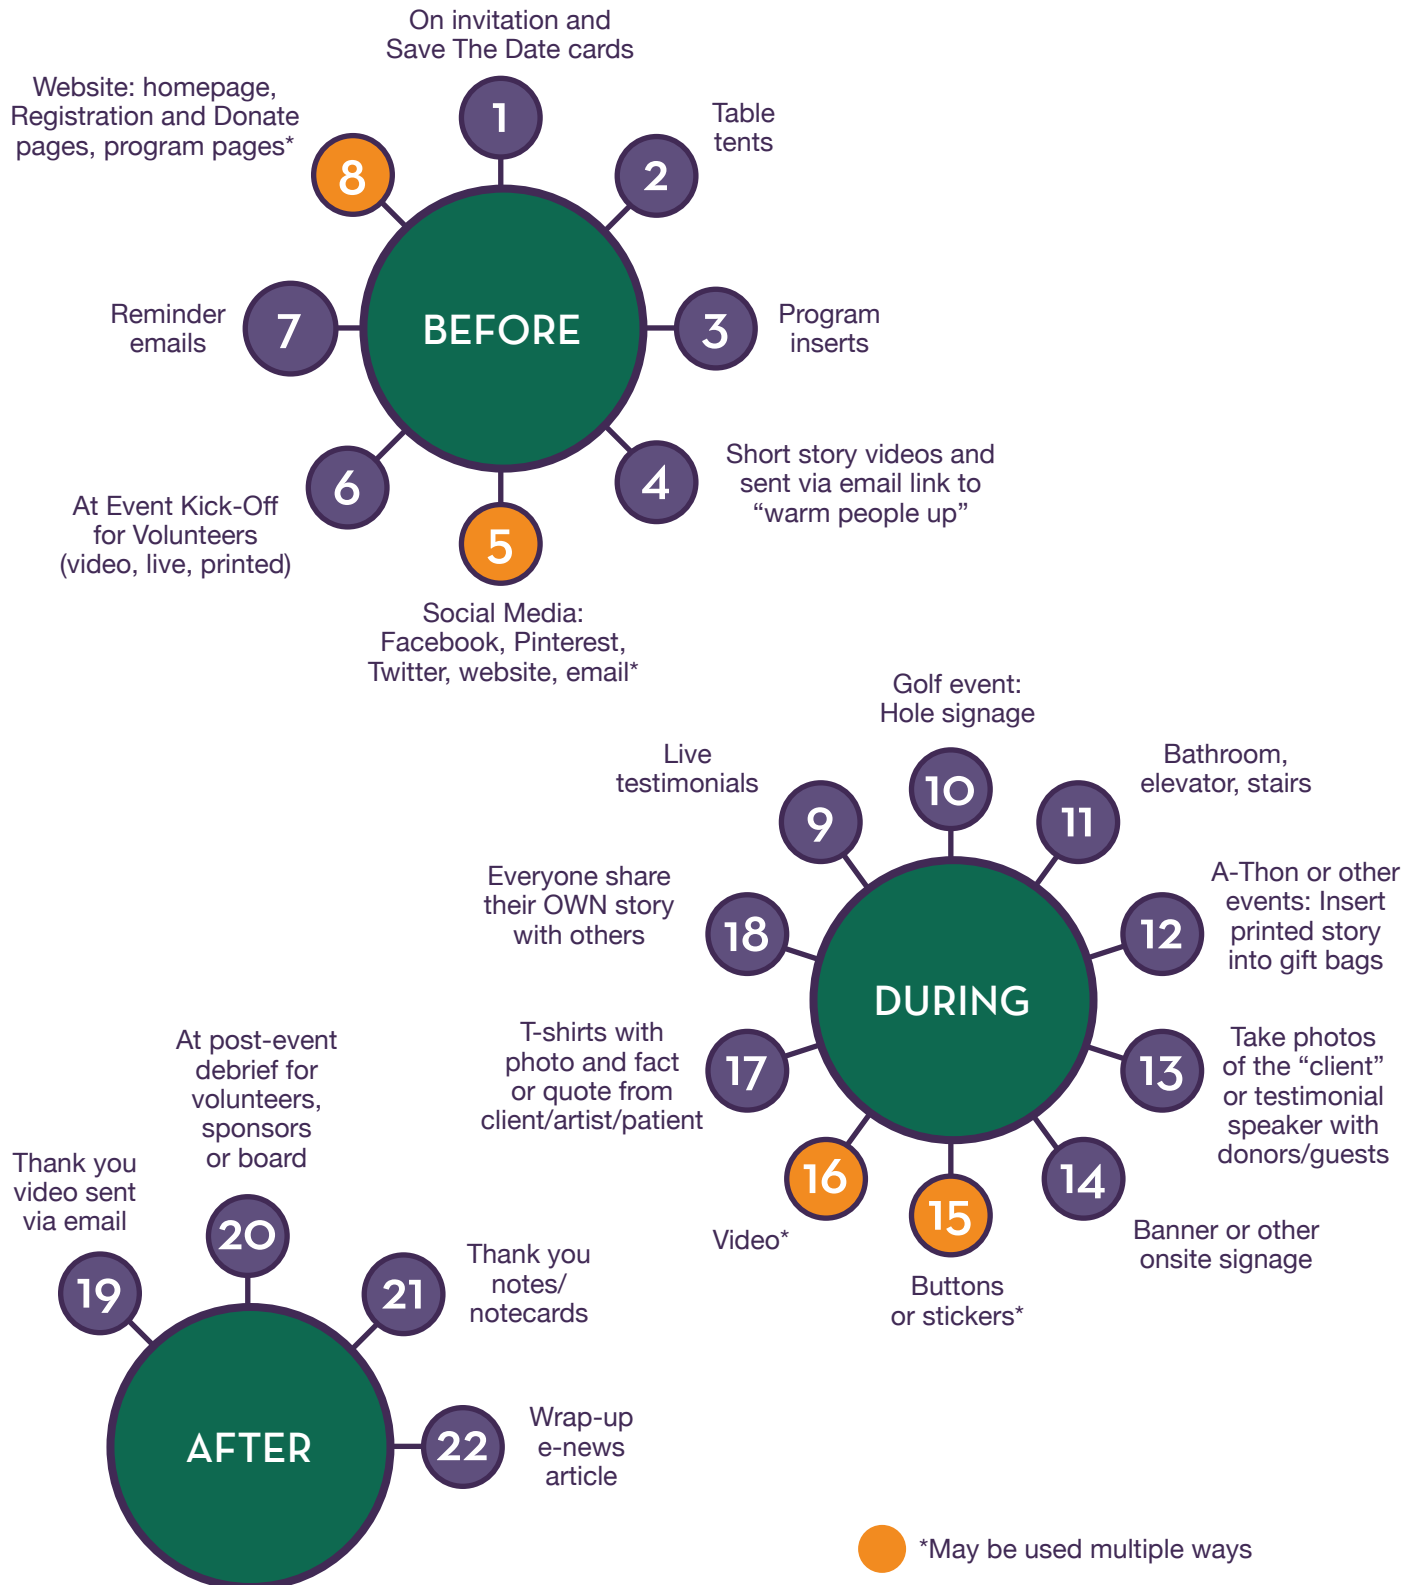 BEFORE
1
On invitation and
Save The Date cards
2
Table
tents
3
Program
inserts
4
Short story videos and
sent via email link to
“warm people up”
5
Social Media:
Facebook, Pinterest,
Twitter, website, email*
6
At Event Kick-Off
for Volunteers
(video, live, printed)
7
Reminder
emails
8
Website: homepage,
Registration and Donate
pages, program pages*
DURING
9
Live
testimonials
10
Golf event:
Hole signage
11
Bathroom,
elevator, stairs
12
A-Thon or other
events: Insert
printed story
into gift bags
13
Take photos
of the “client”
or testimonial
speaker with
donors/guests
14
Banner or other
onsite signage
15
Buttons
or stickers*
16
Video*
17
T-shirts with
photo and fact
or quote from
client/artist/patient
18
Everyone share
their OWN story
with others
AFTER
19
Thank you
video sent
via email
20
At post-event
debrief for
volunteers,
sponsors
or board
21
Thank you
notes/
notecards
22
Wrap-up
e-news
article
*May be used multiple ways